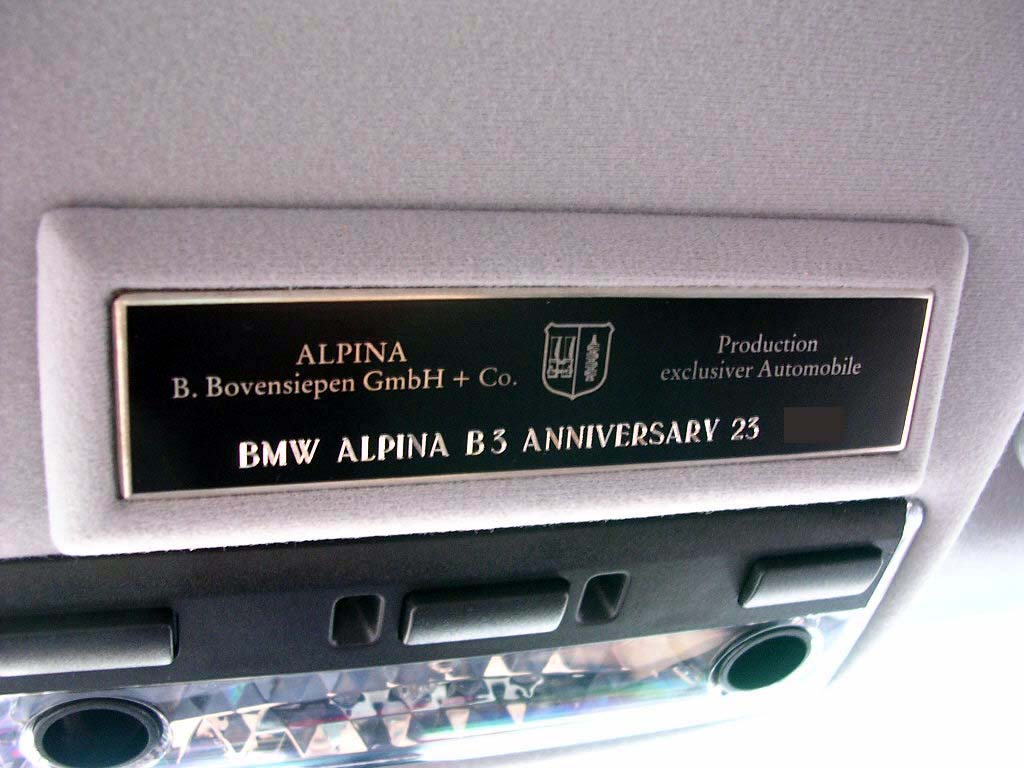 ALPINA
B. Bovensiepen GmbH + Co.
Production
exclusiver Automobile
BMW ALPINA B3 ANNIVERSARY 23